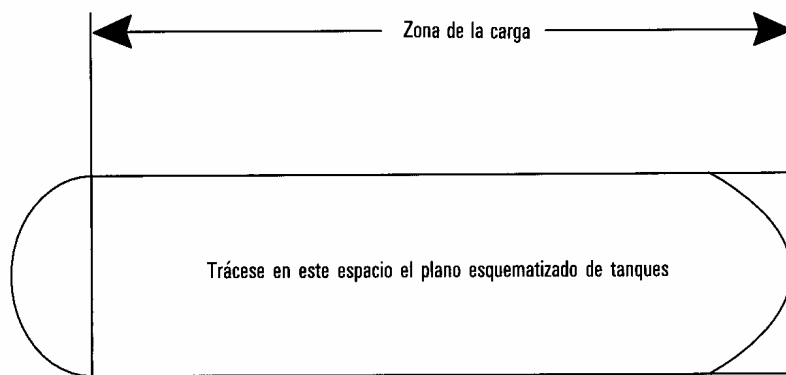 Zona de la carga
Trácese en este espacio el plano esquematizado de tanques